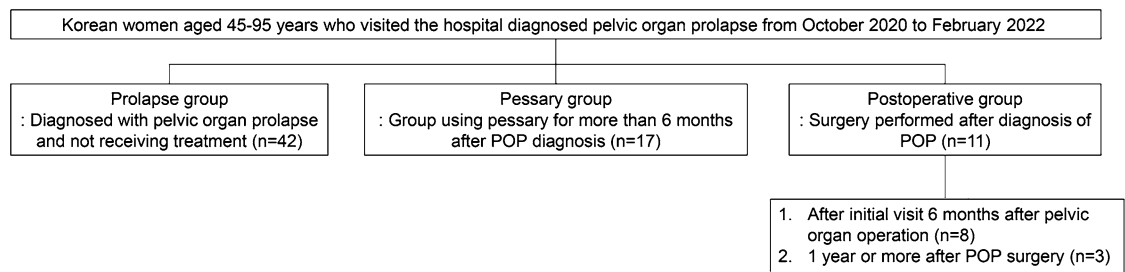 Korean women aged 45-95 years who visited the hospital diagnosed pelvic organ prolapse from October 2020 to February 2022
Prolapse group
: Diagnosed with pelvic organ prolapse
and not receiving treatment (n=42)
Pessary group
: Group using pessary for more than 6 months
after POP diagnosis (n=17)
Postoperative group
: Surgery performed after diagnosis of
POP (n=11)
1. After initial visit 6 months after pelvic
organ operation (n=8)
2. 1 year or more after POP surgery (n=3)